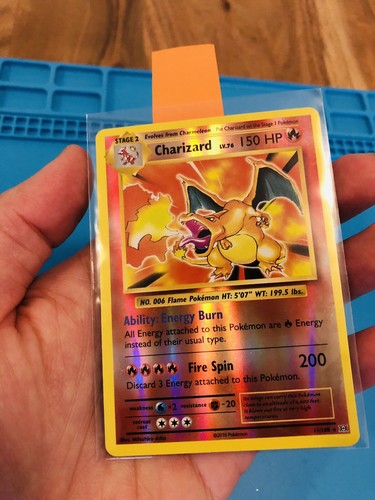 STAGE 2 Evolves from Charmeleon Put Charizard on the Stage 1 Pokémon
Charizard LV.76 150 HP
NO. 006 Flame Pokémon HT: 5'07" WT: 199.5 lbs.
Ability: Energy Burn
All Energy attached to this Pokémon are Energy
instead of their usual type.
Fire Spin 200
Discard 3 Energy attached to this Pokémon.
weakness ×2 resistance -20
retreat
cost
©2016 Pokémon